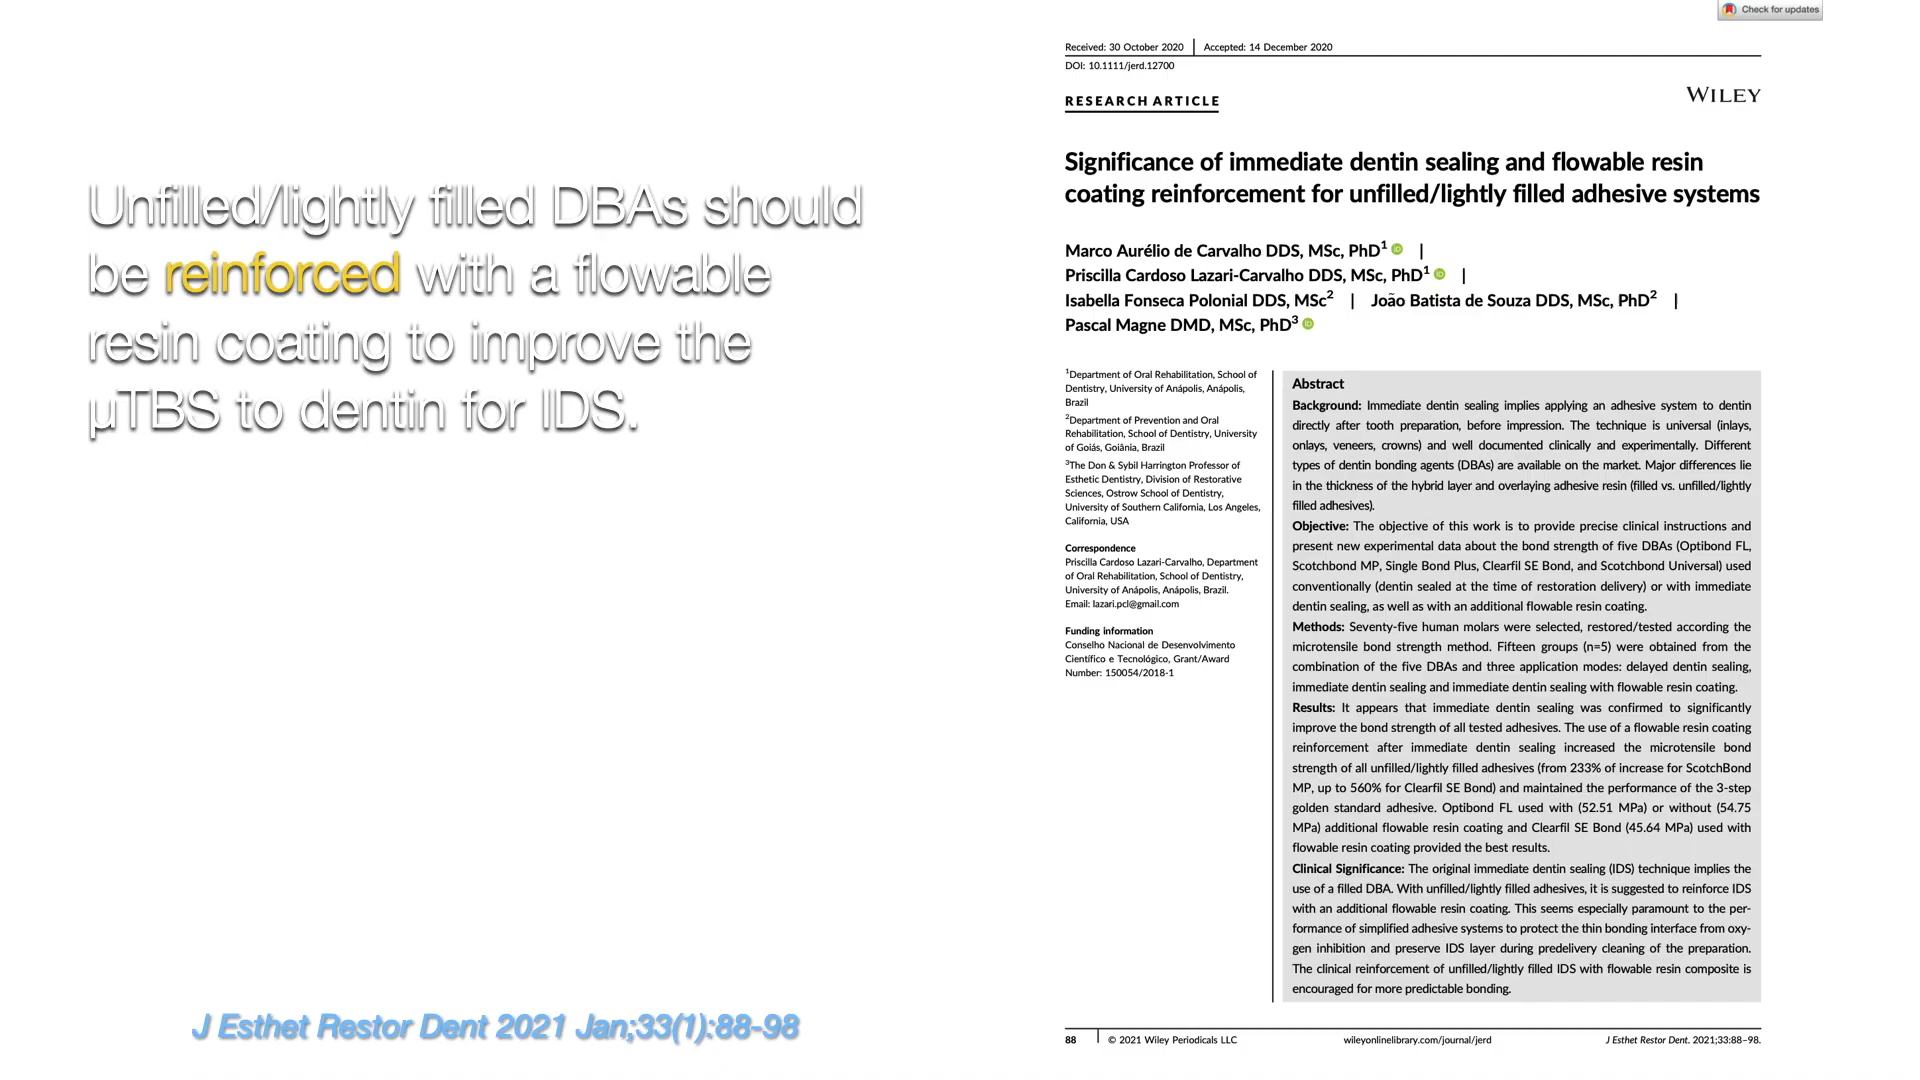 Unfilled/lightly filled DBAs should
be reinforced with a flowable
resin coating to improve the
µTBS to dentin for IDS.
J Esthet Restor Dent 2021 Jan;33(1):88-98
Check for updates
Received: 30 October 2020 | Accepted: 14 December 2020
DOI: 10.1111/jerd.12700
RESEARCH ARTICLE
WILEY
Significance of immediate dentin sealing and flowable resin
coating reinforcement for unfilled/lightly filled adhesive systems
Marco Aurélio de Carvalho DDS, MSc, PhD1 |
Priscilla Cardoso Lazari-Carvalho DDS, MSc, PhD1 |
Isabella Fonseca Polonial DDS, MSc2 | João Batista de Souza DDS, MSc, PhD2 |
Pascal Magne DMD, MSc, PhD3
1Department of Oral Rehabilitation, School of
Dentistry, University of Anápolis, Anápolis,
Brazil
2Department of Prevention and Oral
Rehabilitation, School of Dentistry, University
of Goiás, Goiânia, Brazil
3The Don & Sybil Harrington Professor of
Esthetic Dentistry, Division of Restorative
Sciences, Ostrow School of Dentistry,
University of Southern California, Los Angeles,
California, USA
Correspondence
Priscilla Cardoso Lazari-Carvalho, Department
of Oral Rehabilitation, School of Dentistry,
University of Anápolis, Anápolis, Brazil.
Email: lazari.pcl@gmail.com
Funding information
Conselho Nacional de Desenvolvimento
Científico e Tecnológico, Grant/Award
Number: 150054/2018-1
Abstract
Background: Immediate dentin sealing implies applying an adhesive system to dentin
directly after tooth preparation, before impression. The technique is universal (inlays,
onlays, veneers, crowns) and well documented clinically and experimentally. Different
types of dentin bonding agents (DBAs) are available on the market. Major differences lie
in the thickness of the hybrid layer and overlaying adhesive resin (filled vs. unfilled/lightly
filled adhesives).
Objective: The objective of this work is to provide precise clinical instructions and
present new experimental data about the bond strength of five DBAs (Optibond FL,
Scotchbond MP, Single Bond Plus, Clearfil SE Bond, and Scotchbond Universal) used
conventionally (dentin sealed at the time of restoration delivery) or with immediate
dentin sealing, as well as with an additional flowable resin coating.
Methods: Seventy-five human molars were selected, restored/tested according the
microtensile bond strength method. Fifteen groups (n=5) were obtained from the
combination of the five DBAs and three application modes: delayed dentin sealing,
immediate dentin sealing and immediate dentin sealing with flowable resin coating.
Results: It appears that immediate dentin sealing was confirmed to significantly
improve the bond strength of all tested adhesives. The use of a flowable resin coating
reinforcement after immediate dentin sealing increased the microtensile bond
strength of all unfilled/lightly filled adhesives (from 233% of increase for ScotchBond
MP, up to 560% for Clearfil SE Bond) and maintained the performance of the 3-step
golden standard adhesive. Optibond FL used with (52.51 MPa) or without (54.75
MPa) additional flowable resin coating and Clearfil SE Bond (45.64 MPa) used with
flowable resin coating provided the best results.
Clinical Significance: The original immediate dentin sealing (IDS) technique implies the
use of a filled DBA. With unfilled/lightly filled adhesives, it is suggested to reinforce IDS
with an additional flowable resin coating. This seems especially paramount to the per-
formance of simplified adhesive systems to protect the thin bonding interface from oxy-
gen inhibition and preserve IDS layer during predelivery cleaning of the preparation.
The clinical reinforcement of unfilled/lightly filled IDS with flowable resin composite is
encouraged for more predictable bonding.
88 | © 2021 Wiley Periodicals LLC wileyonlinelibrary.com/journal/jerd J Esthet Restor Dent. 2021;33:88–98.